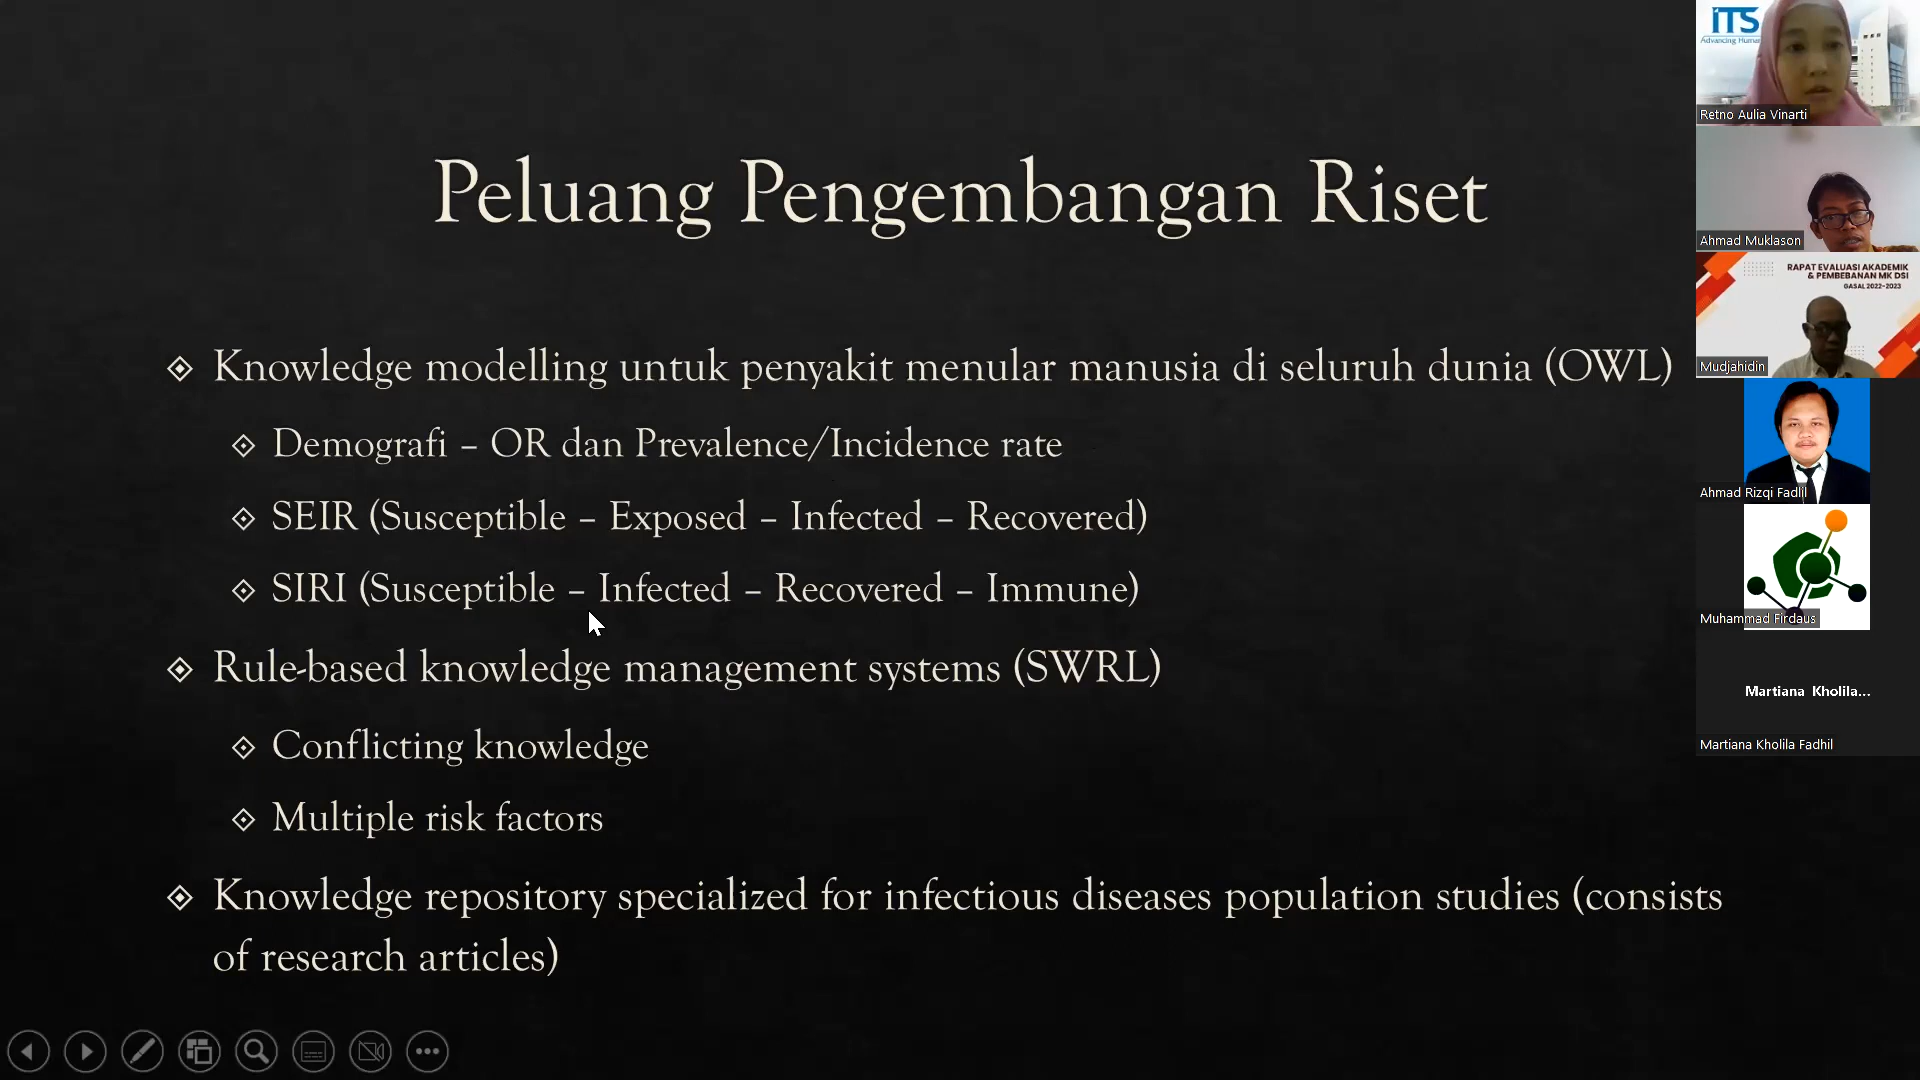 Peluang Pengembangan Riset
Knowledge modelling untuk penyakit menular manusia di seluruh dunia (OWL)
Demografi – OR dan Prevalence/Incidence rate
SEIR (Susceptible – Exposed – Infected – Recovered)
SIRI (Susceptible – Infected – Recovered – Immune)
Rule-based knowledge management systems (SWRL)
Conflicting knowledge
Multiple risk factors
Knowledge repository specialized for infectious diseases population studies (consists
of research articles)
ITS
Advancing Human
Retno Aulia Vinarti
Ahmad Muklason
RAPAT EVALUASI AKADEMIK
& PEMBEBANAN MK DSI
GASAL 2022-2023
Mudjahidin
Ahmad Rizqi Fadlil
Muhammad Firdaus
Martiana Kholila...
Martiana Kholila Fadhil